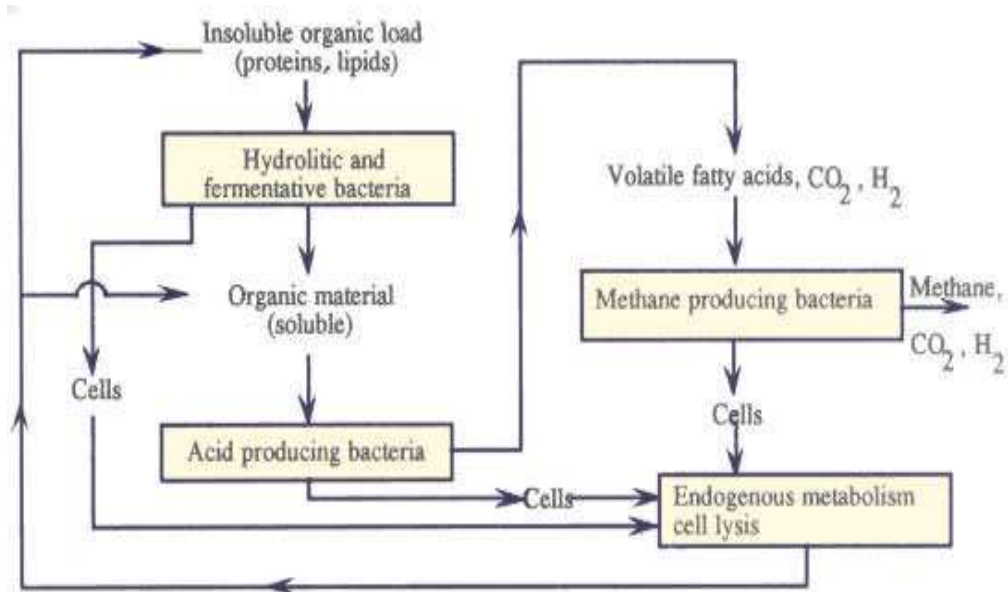 Insoluble organic load
(proteins, lipids)
Hydrolitic and
fermentative bacteria
Volatile fatty acids, CO2, H2
Organic material
(soluble)
Methane producing bacteria
Methane,
CO2, H2
Cells
Cells
Acid producing bacteria
Cells
Endogenous metabolism
cell lysis